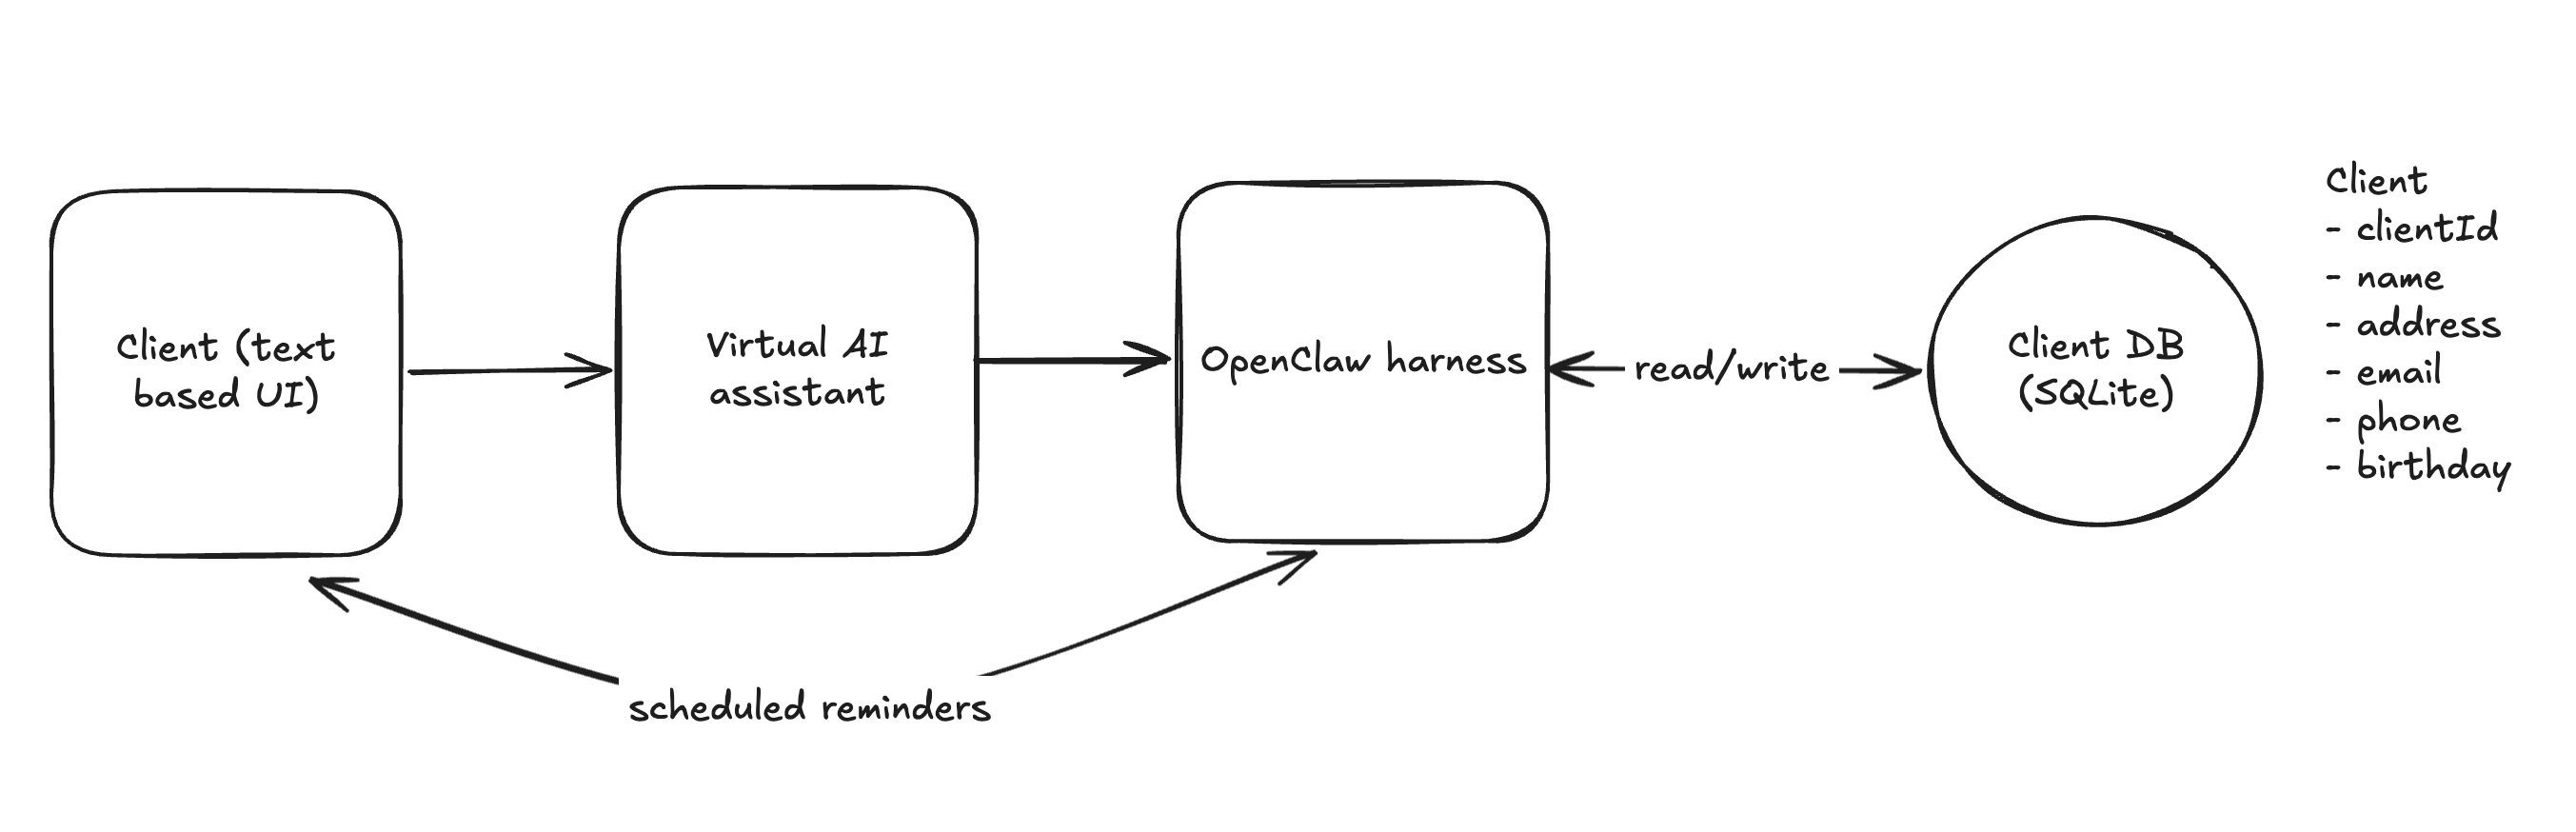 Client (text
based UI)
Virtual AI
assistant
OpenClaw harness
read/write
Client DB
(SQLite)
Client
- clientId
- name
- address
- email
- phone
- birthday
scheduled reminders